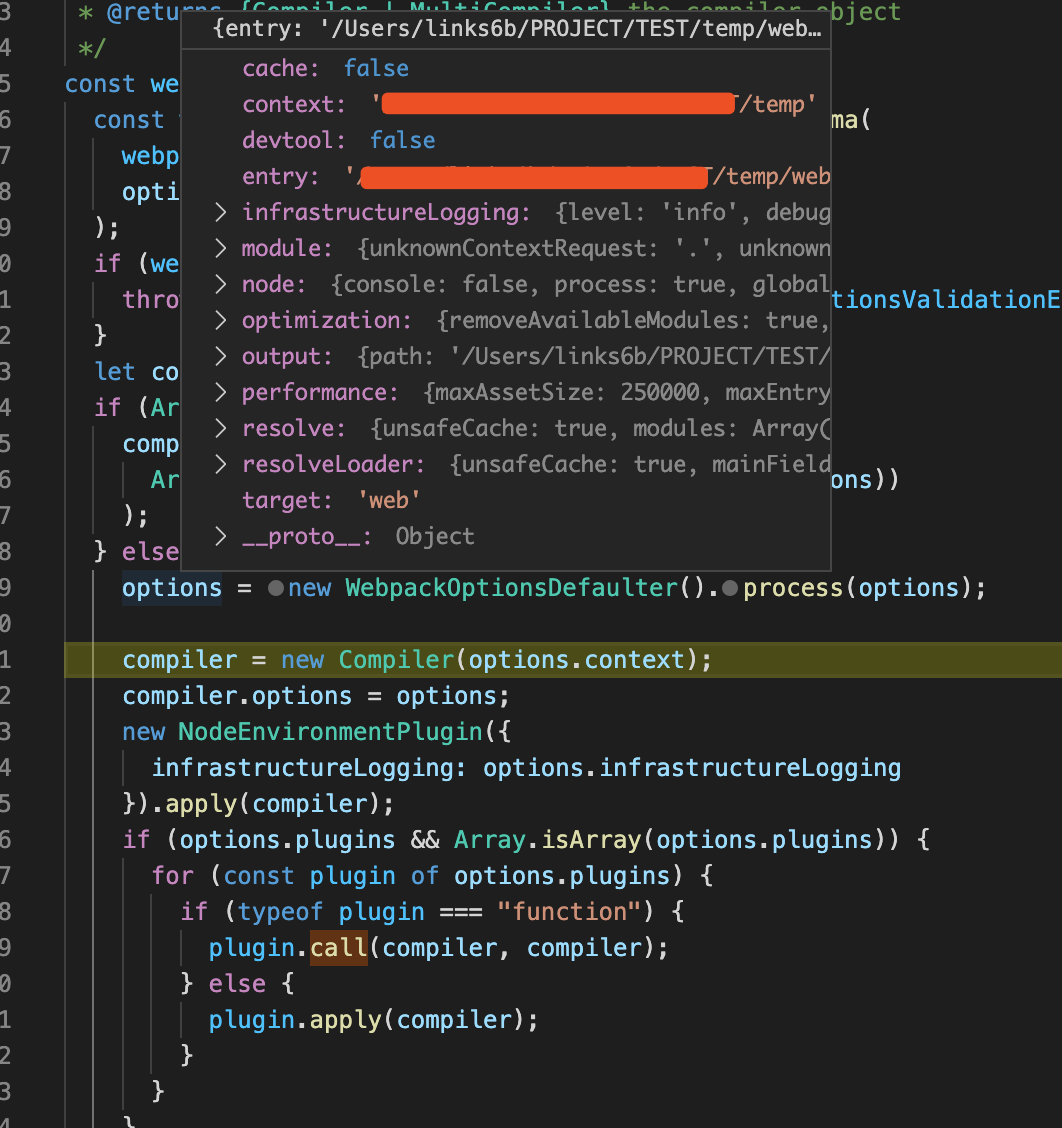 3 * @returns {Compiler | MultiCompiler} the compiler object
{entry: '/Users/links6b/PROJECT/TEST/temp/web…
4 */
cache: false
5 const we
context: ' /temp'
6 const ma(
devtool: false
7 webp
entry: ' /temp/web
8 opti
infrastructureLogging: {level: 'info', debug
9 );
module: {unknownContextRequest: '.', unknown
0 if (we
node: {console: false, process: true, global
1 thro tionsValidationE
optimization: {removeAvailableModules: true,
2 }
output: {path: '/Users/links6b/PROJECT/TEST/
3 let co
performance: {maxAssetSize: 250000, maxEntry
4 if (Ar
resolve: {unsafeCache: true, modules: Array(
5 comp
resolveLoader: {unsafeCache: true, mainField
6 Ar ons))
target: 'web'
7 );
__proto__: Object
8 } else
9 options = new WebpackOptionsDefaulter().process(options);
0
1 compiler = new Compiler(options.context);
2 compiler.options = options;
3 new NodeEnvironmentPlugin({
4 infrastructureLogging: options.infrastructureLogging
5 }).apply(compiler);
6 if (options.plugins && Array.isArray(options.plugins)) {
7 for (const plugin of options.plugins) {
8 if (typeof plugin === "function") {
9 plugin.call(compiler, compiler);
0 } else {
1 plugin.apply(compiler);
2 }
3 }
4 }